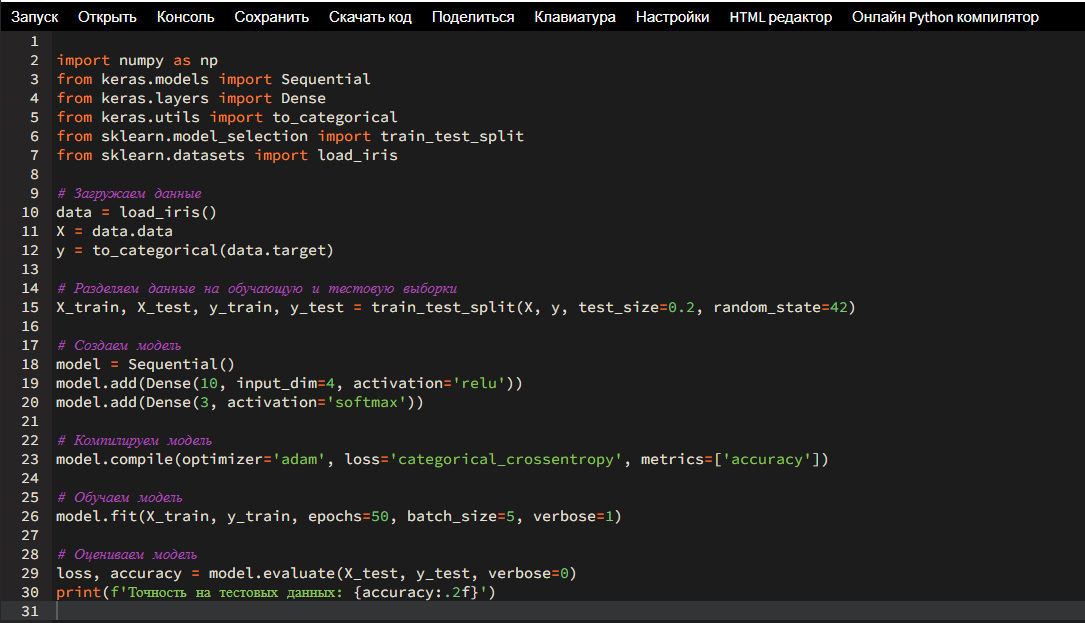 Запуск Открыть Консоль Сохранить Скачать код Поделиться Клавиатура Настройки HTML редактор Онлайн Python компилятор
1
2 import numpy as np
3 from keras.models import Sequential
4 from keras.layers import Dense
5 from keras.utils import to_categorical
6 from sklearn.model_selection import train_test_split
7 from sklearn.datasets import load_iris
8
9 # Загружаем данные
10 data = load_iris()
11 X = data.data
12 y = to_categorical(data.target)
13
14 # Разделяем данные на обучающую и тестовую выборки
15 X_train, X_test, y_train, y_test = train_test_split(X, y, test_size=0.2, random_state=42)
16
17 # Создаем модель
18 model = Sequential()
19 model.add(Dense(10, input_dim=4, activation='relu'))
20 model.add(Dense(3, activation='softmax'))
21
22 # Компилируем модель
23 model.compile(optimizer='adam', loss='categorical_crossentropy', metrics=['accuracy'])
24
25 # Обучаем модель
26 model.fit(X_train, y_train, epochs=50, batch_size=5, verbose=1)
27
28 # Оцениваем модель
29 loss, accuracy = model.evaluate(X_test, y_test, verbose=0)
30 print(f'Точность на тестовых данных: {accuracy:.2f}')
31